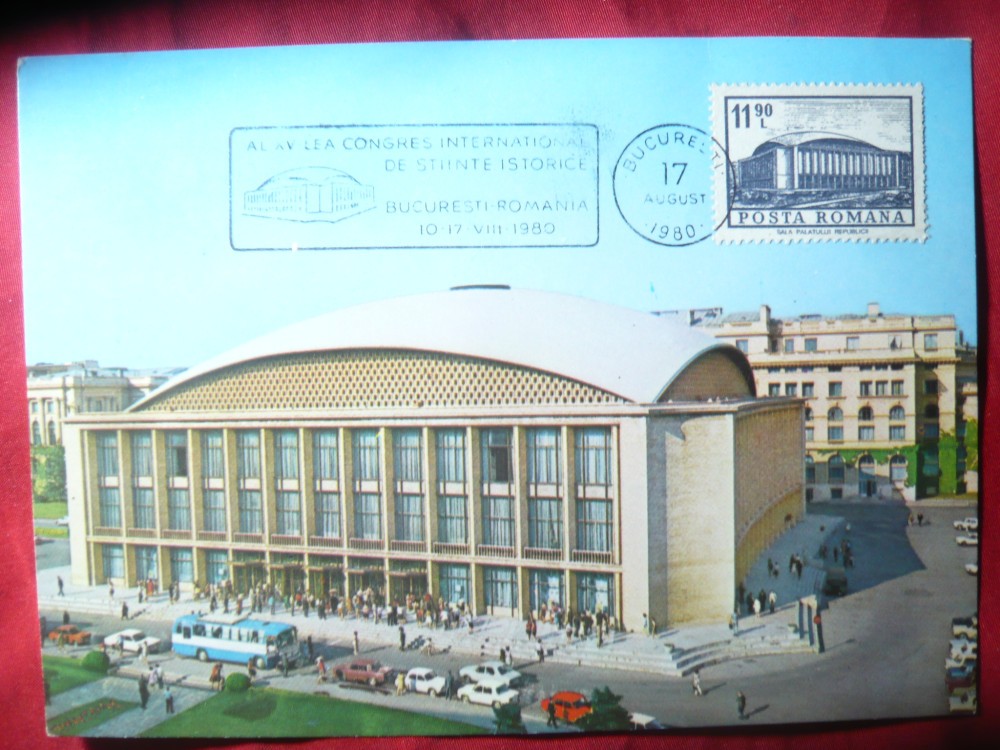 AL XV-LEA CONGRES INTERNATIONAL
DE STIINTE ISTORICE
BUCURESTI-ROMANIA
10-17-VIII-1980
BUCURESTI
17
AUGUST
·1980·
11 90
L
POSTA ROMANA
SALA PALATULUI REPUBLICII